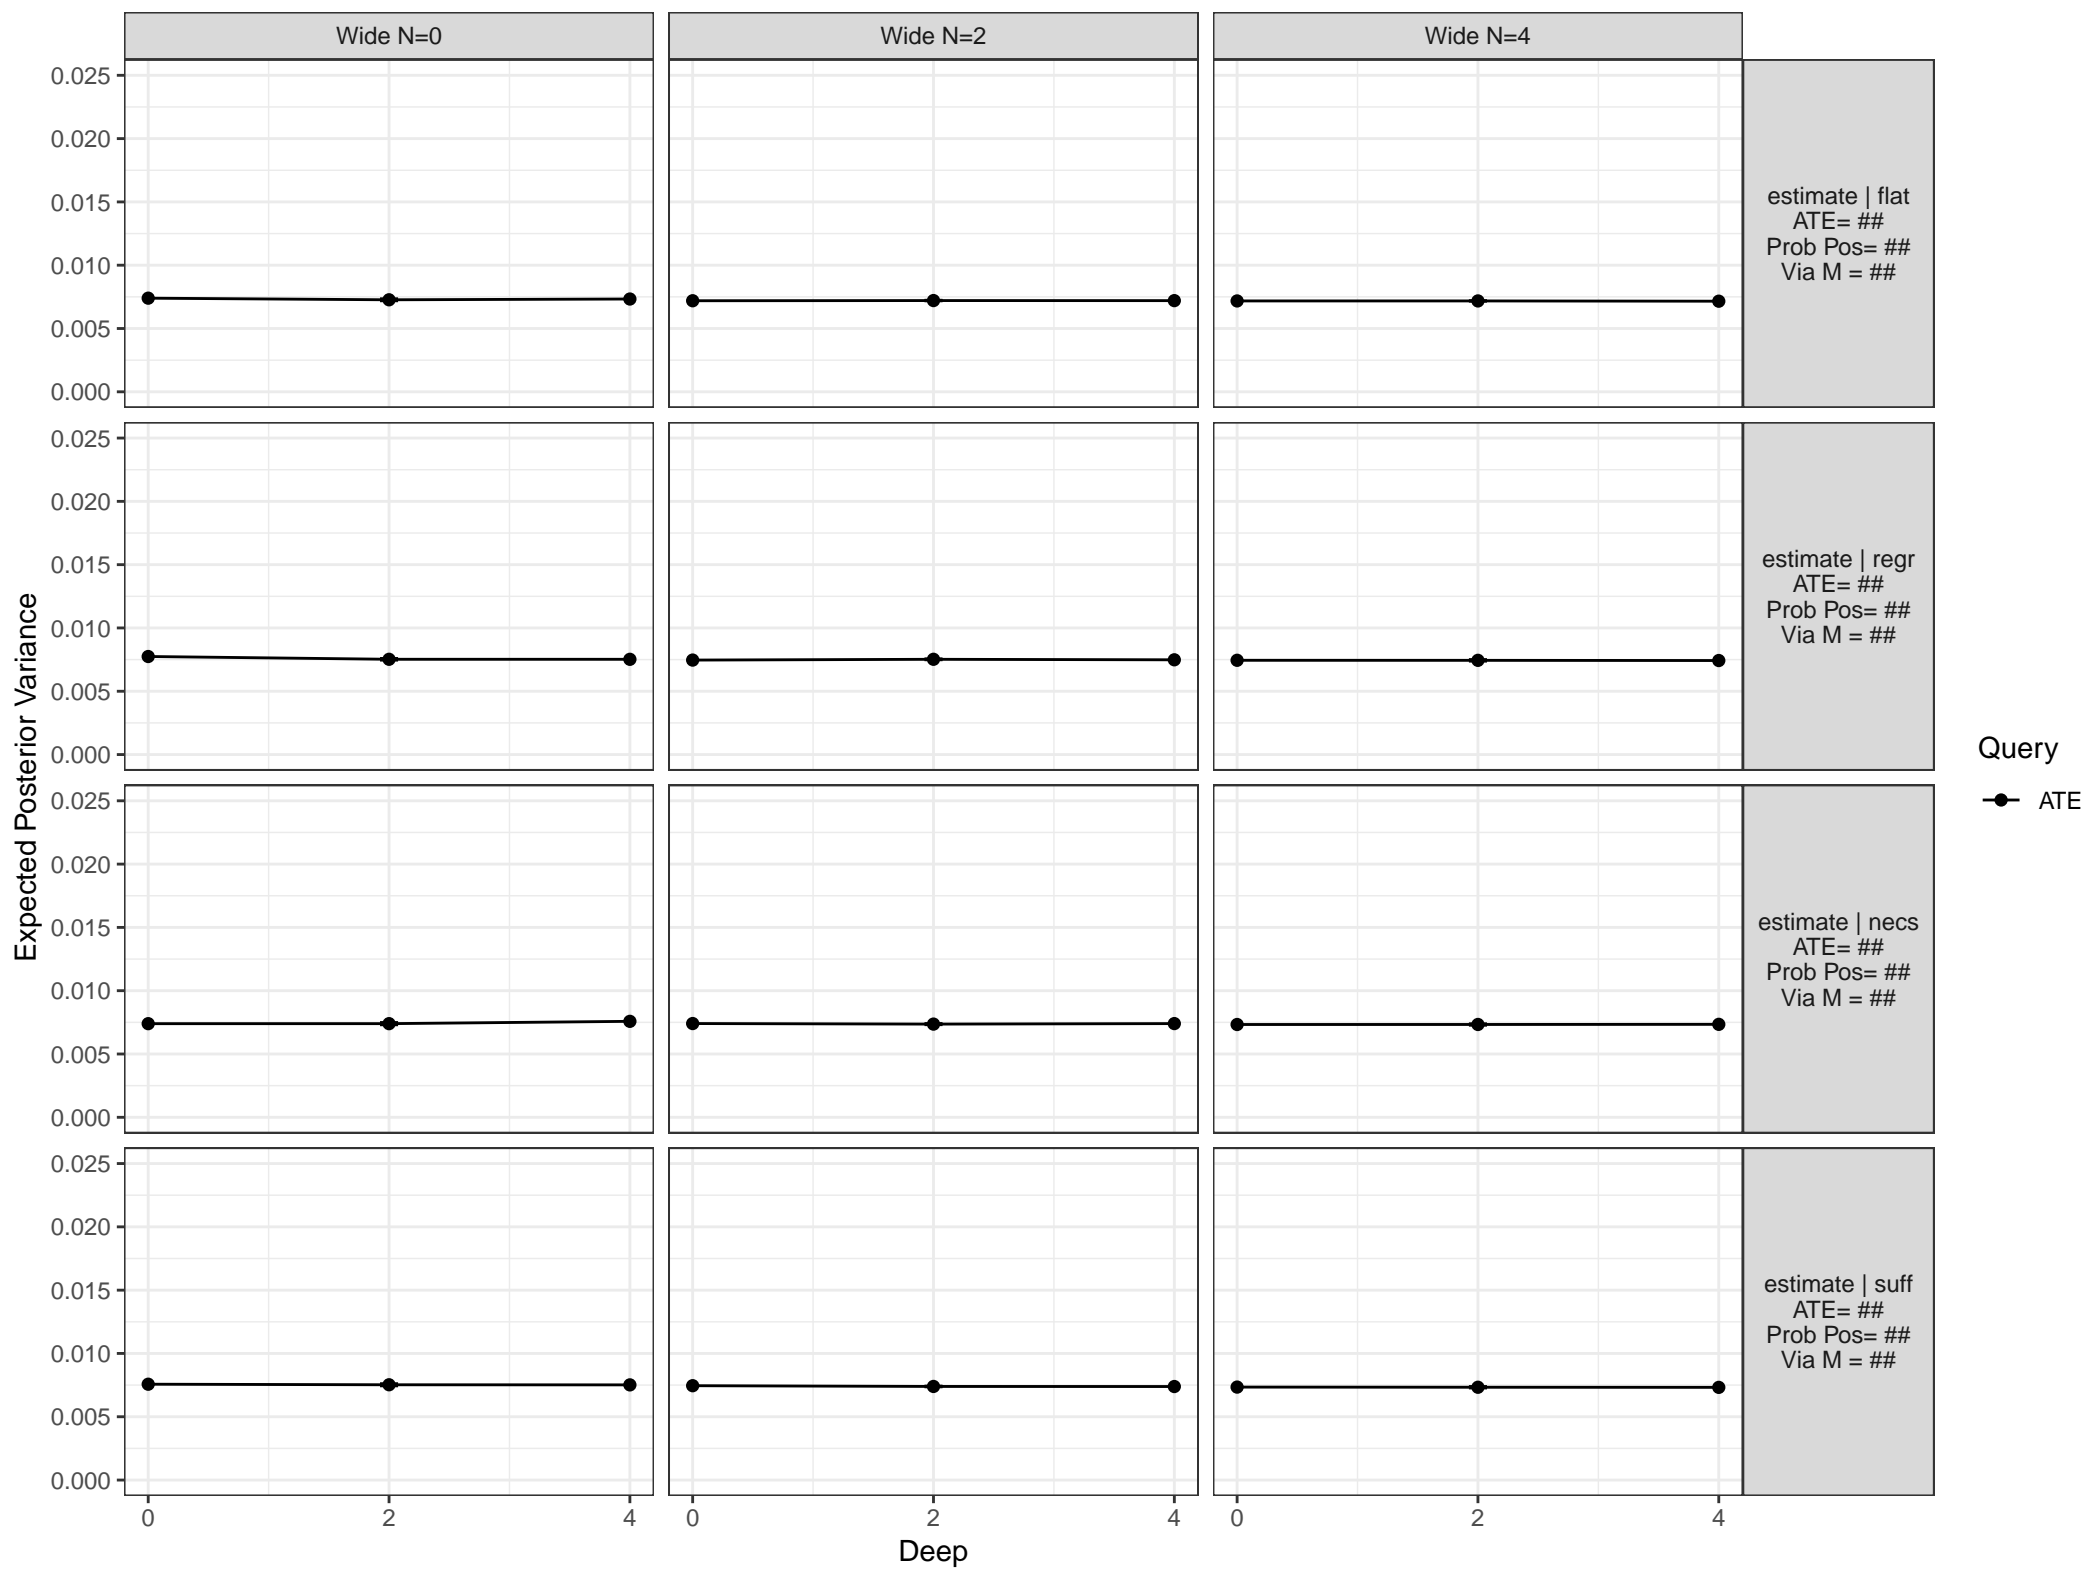 Wide N=0
Wide N=2
Wide N=4
0.025
0.020
0.015
0.010
0.005
0.000
estimate | flat
ATE= ##
Prob Pos= ##
Via M = ##
0.025
0.020
0.015
0.010
0.005
0.000
estimate | regr
ATE= ##
Prob Pos= ##
Via M = ##
0.025
0.020
0.015
0.010
0.005
0.000
estimate | necs
ATE= ##
Prob Pos= ##
Via M = ##
0.025
0.020
0.015
0.010
0.005
0.000
estimate | suff
ATE= ##
Prob Pos= ##
Via M = ##
0 2 4
0 2 4
0 2 4
Deep
Expected Posterior Variance
Query
ATE